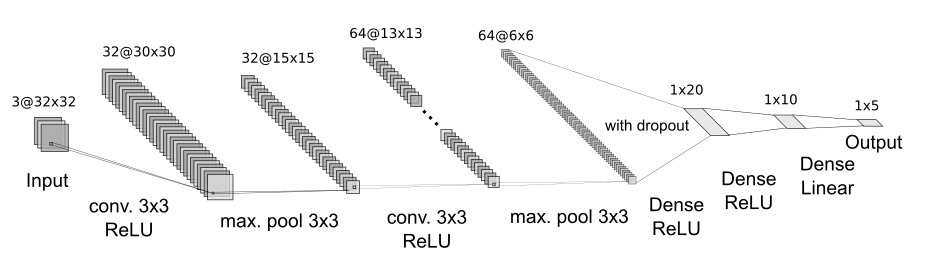 3@32x32
Input
32@30x30
conv. 3x3
ReLU
32@15x15
max. pool 3x3
64@13x13
conv. 3x3
ReLU
64@6x6
max. pool 3x3
with dropout
1x20
Dense
ReLU
1x10
Dense
ReLU
1x5
Dense
Linear
Output